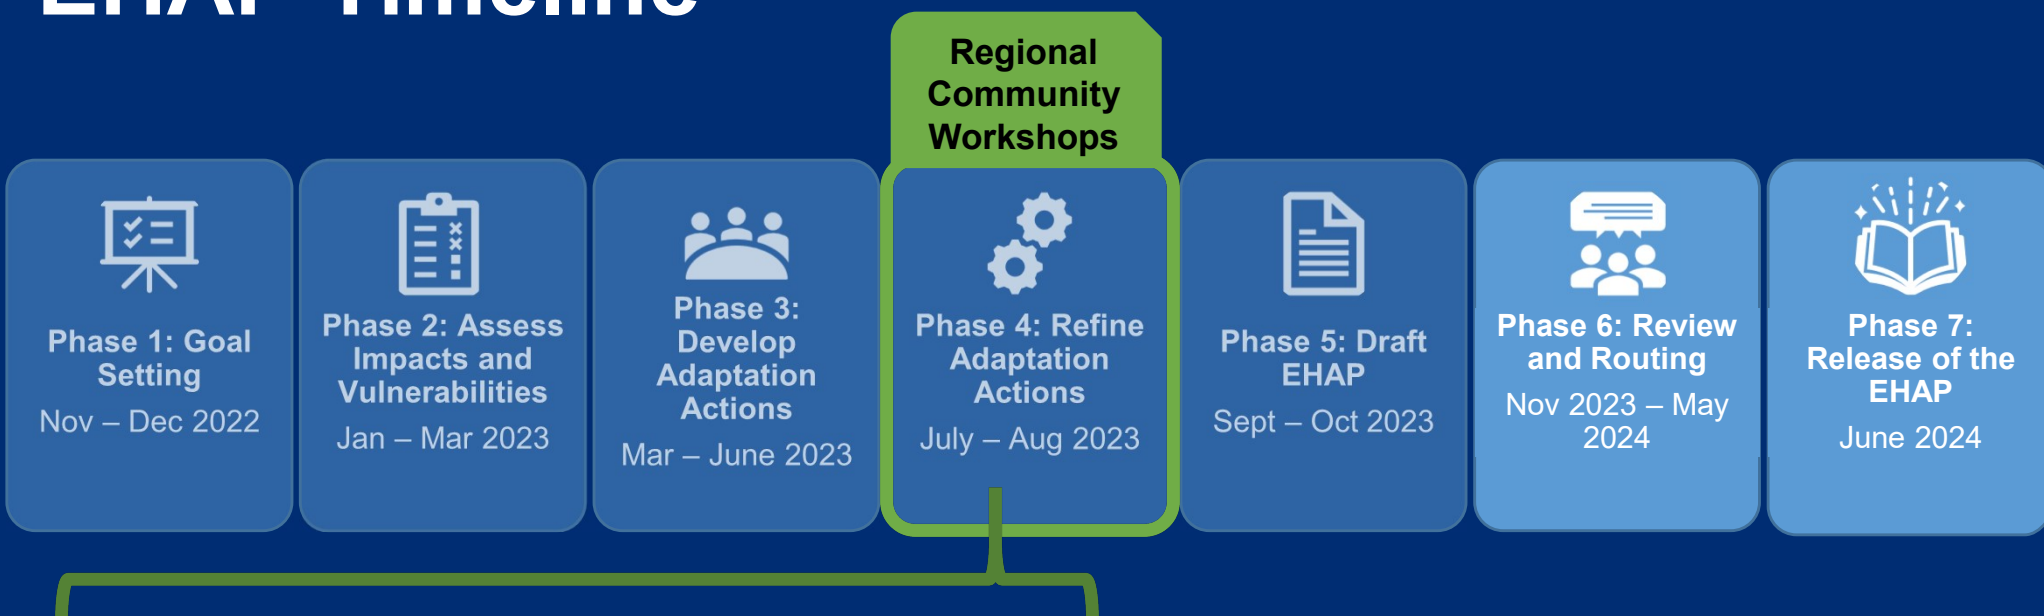 EHAP Timeline
Regional
Community
Workshops
Phase 1: Goal
Setting
Nov – Dec 2022
Phase 2: Assess
Impacts and
Vulnerabilities
Jan – Mar 2023
Phase 3:
Develop
Adaptation
Actions
Mar – June 2023
Phase 4: Refine
Adaptation
Actions
July – Aug 2023
Phase 5: Draft
EHAP
Sept – Oct 2023
Phase 6: Review
and Routing
Nov 2023 – May
2024
Phase 7:
Release of the
EHAP
June 2024